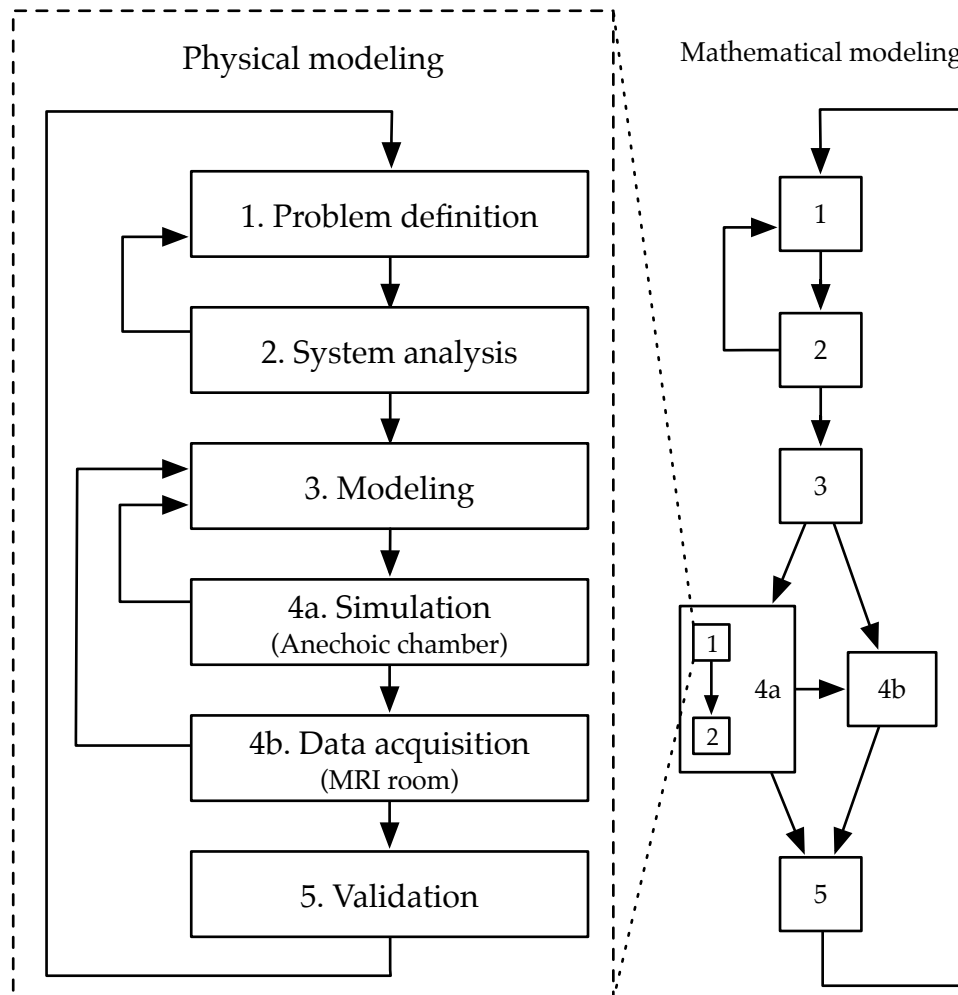 Physical modeling
1. Problem definition
2. System analysis
3. Modeling
4a. Simulation
(Anechoic chamber)
4b. Data acquisition
(MRI room)
5. Validation
Mathematical modeling
1
2
3
1
4a
2
4b
5